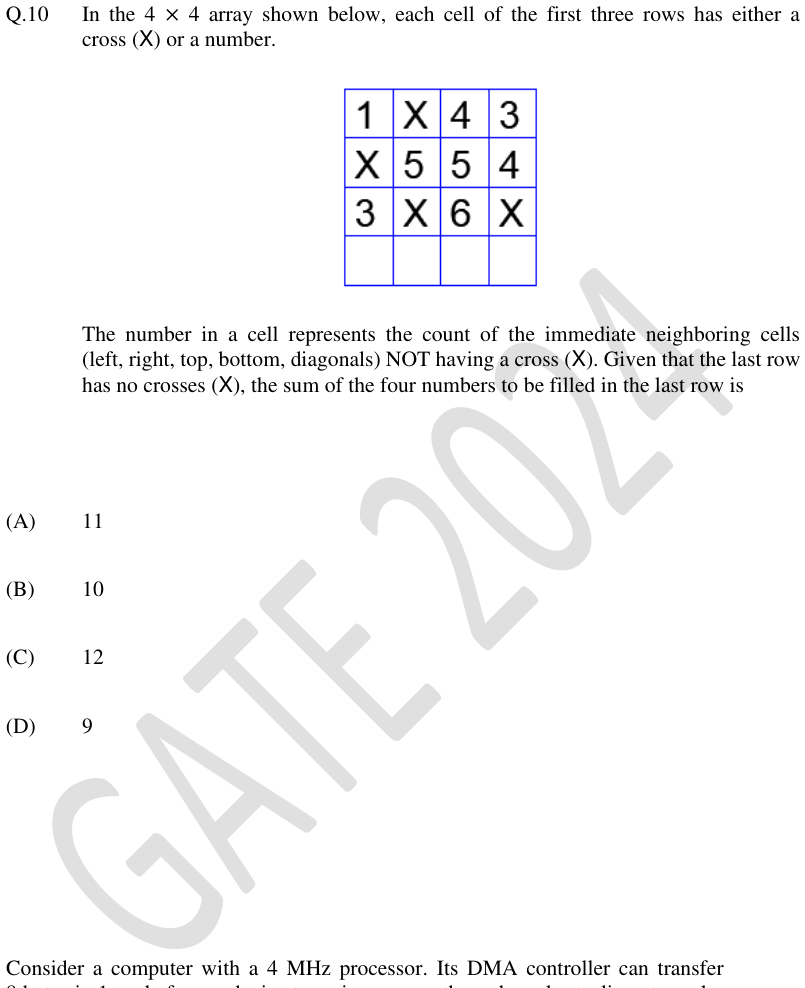 Q.10 In the 4 × 4 array shown below, each cell of the first three rows has either a
cross (X) or a number.
1 X 4 3
X 5 5 4
3 X 6 X
The number in a cell represents the count of the immediate neighboring cells
(left, right, top, bottom, diagonals) NOT having a cross (X). Given that the last row
has no crosses (X), the sum of the four numbers to be filled in the last row is
(A) 11
(B) 10
(C) 12
(D) 9
GATE 2024
Consider a computer with a 4 MHz processor. Its DMA controller can transfer